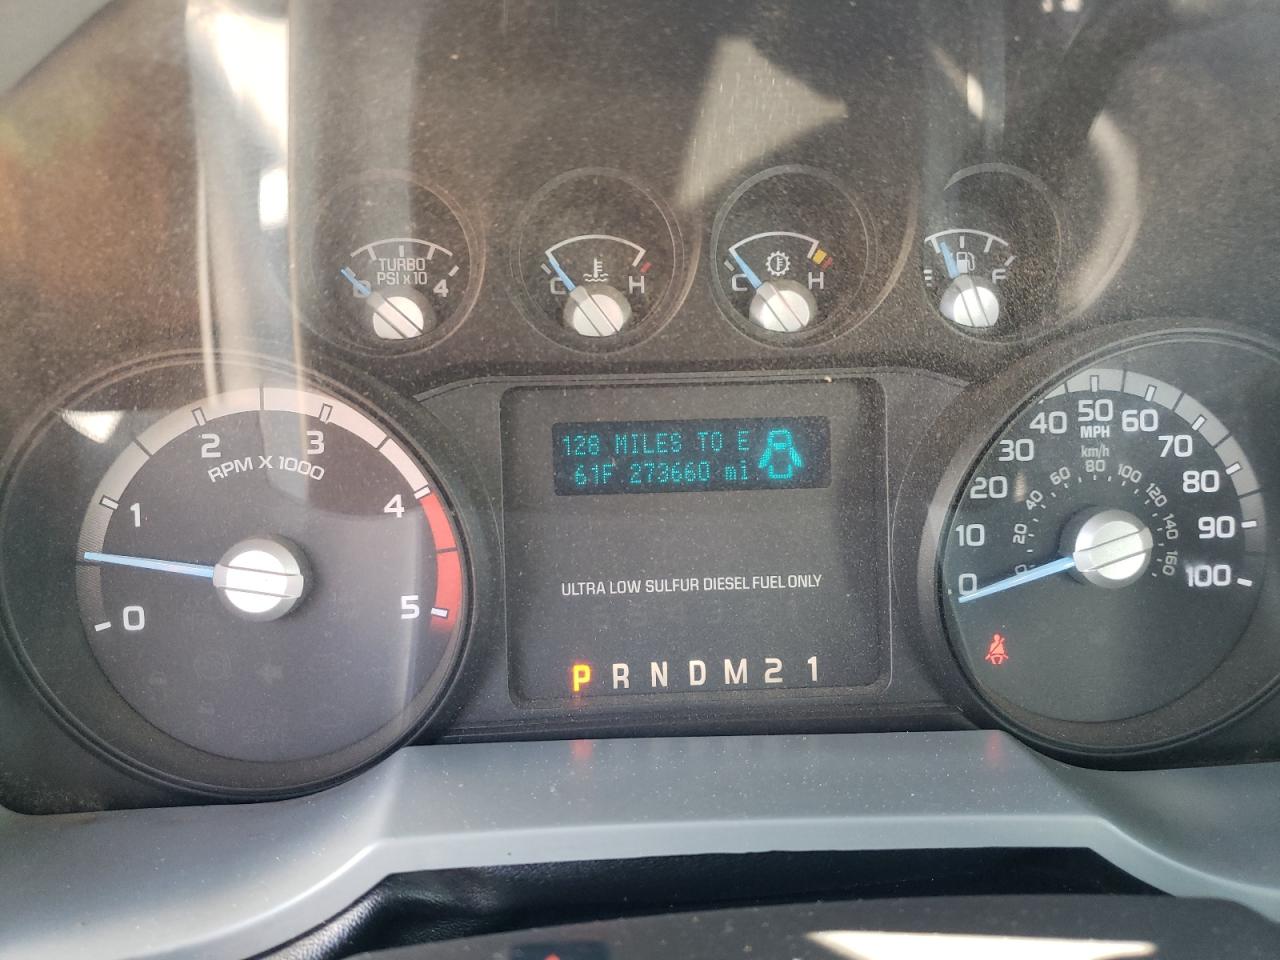 TURBO
PSI x 10
0 4
C H
C H
E F
0 1 2 3 4 5
RPM X 1000
128 MILES TO E
61F 273660 mi
ULTRA LOW SULFUR DIESEL FUEL ONLY
P R N D M 2 1
0 10 20 30 40 50 60 70 80 90 100
MPH
km/h
0 20 40 60 80 100 120 140 160